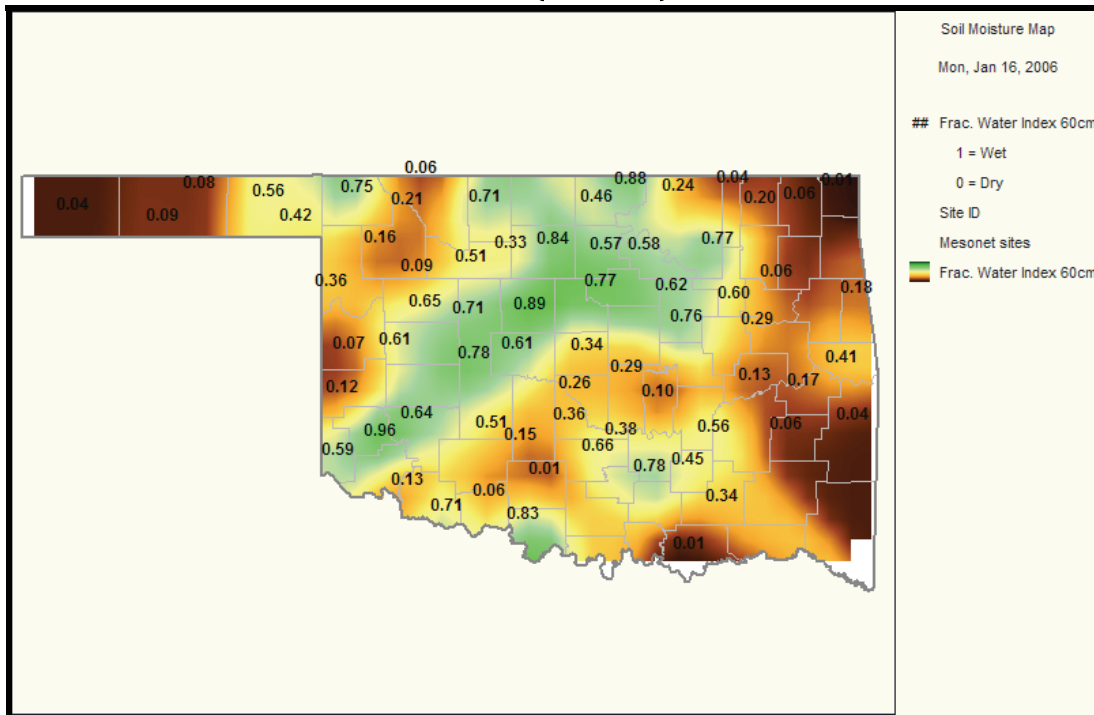 Soil Moisture Map
Mon, Jan 16, 2006
## Frac. Water Index 60cm
1 = Wet
0 = Dry
Site ID
Mesonet sites
Frac. Water Index 60cm
0.06
0.08 0.56 0.75 0.71 0.88 0.24 0.04 0.01
0.04 0.09 0.42 0.21 0.46 0.20 0.06
0.16 0.33 0.84 0.57 0.58 0.77
0.09 0.51 0.06
0.36 0.77 0.62 0.60 0.18
0.65 0.71 0.89 0.76 0.29
0.07 0.61 0.78 0.61 0.34 0.41
0.12 0.26 0.29 0.10 0.13 0.17
0.64 0.51 0.36 0.56 0.04
0.96 0.15 0.38 0.06
0.59 0.66
0.13 0.01 0.78 0.45
0.71 0.06 0.34
0.83
0.01